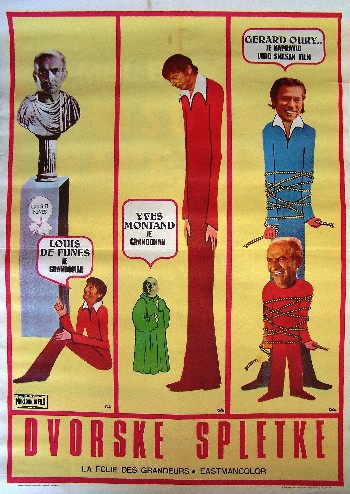 GERARD OURY..
JE NAPRAVIO
LUDO SMEŠAN FILM
YVES
MONTAND
JE
GRANDOMAN
LOUIS
DE FUNES
JE
GRANDOMAN
DVORSKE SPLETKE
LA FOLIE DES GRANDEURS • EASTMANCOLOR